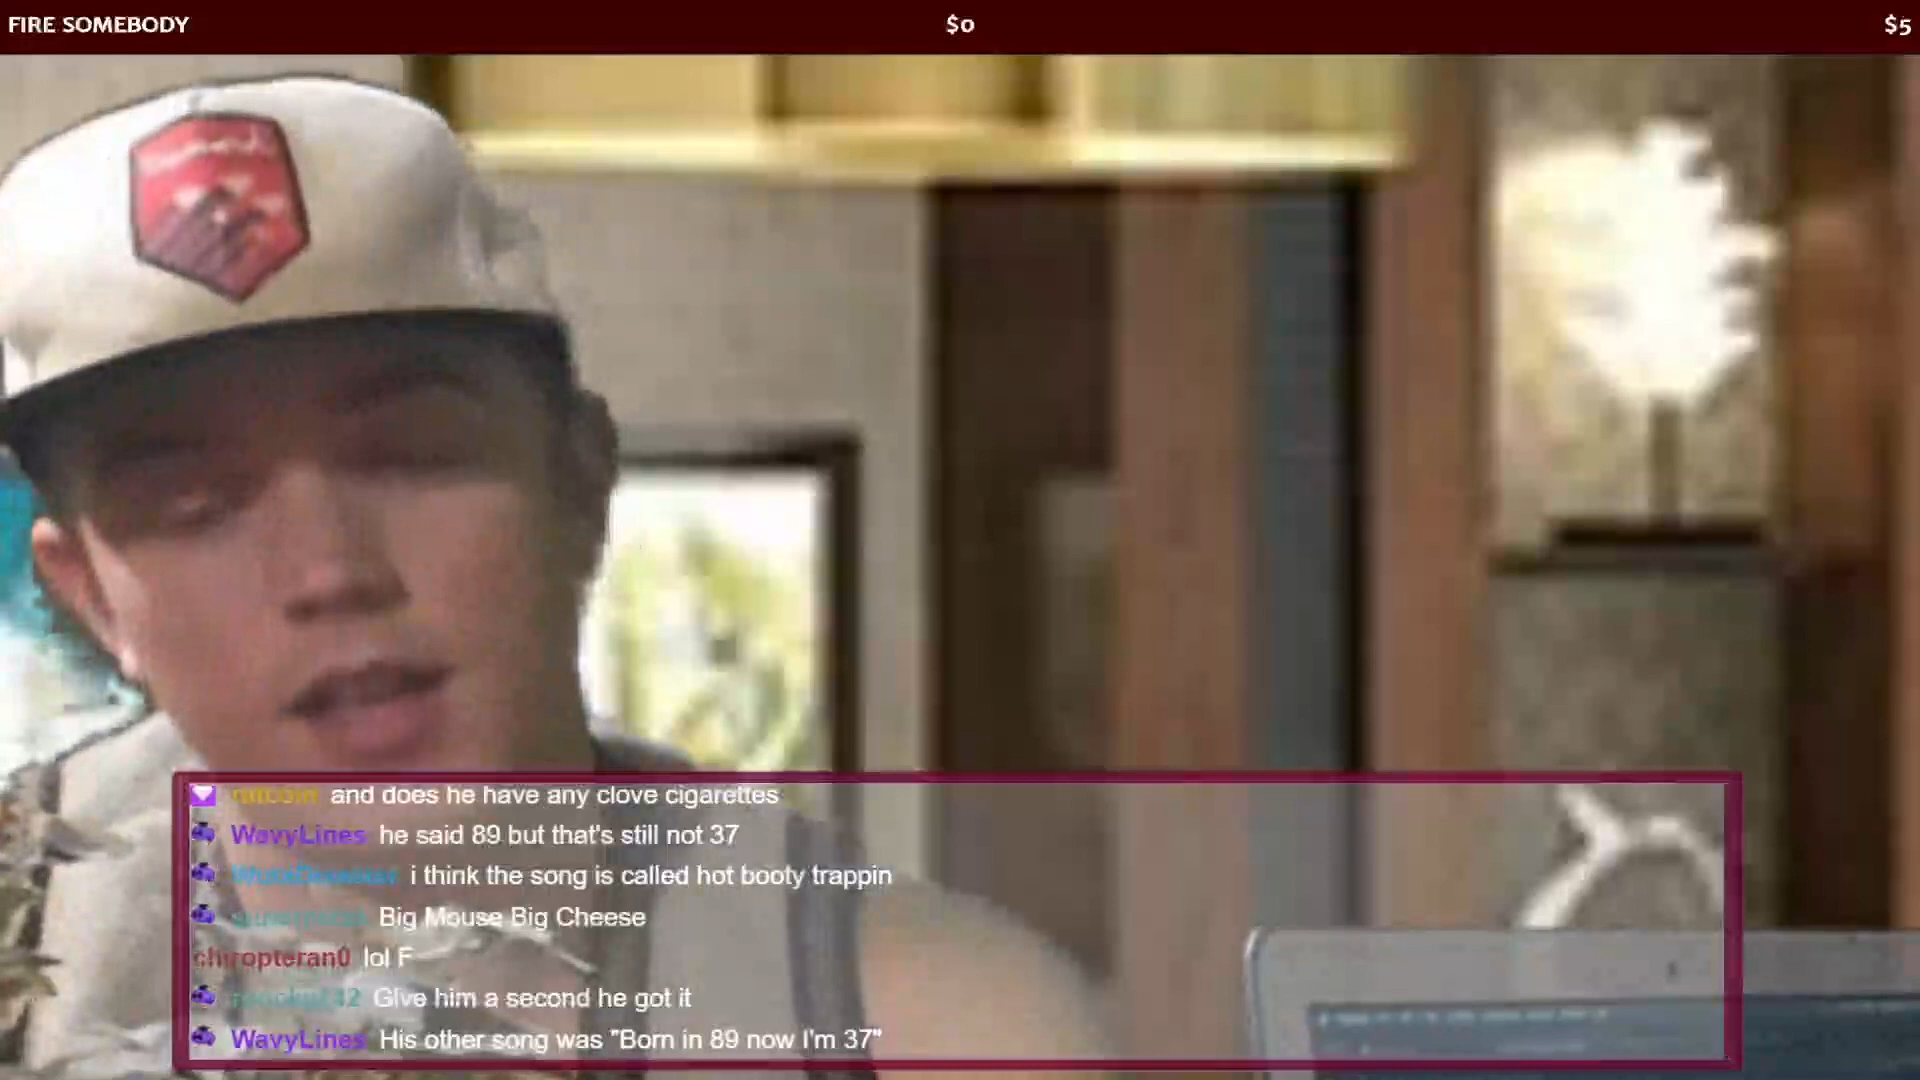 FIRE SOMEBODY $0 $5
and does he have any clove cigarettes
WavyLines he said 89 but that's still not 37
i think the song is called hot booty trappin
Big Mouse Big Cheese
chiropteran0 lol F
Give him a second he got it
WavyLines His other song was "Born in 89 now I'm 37"